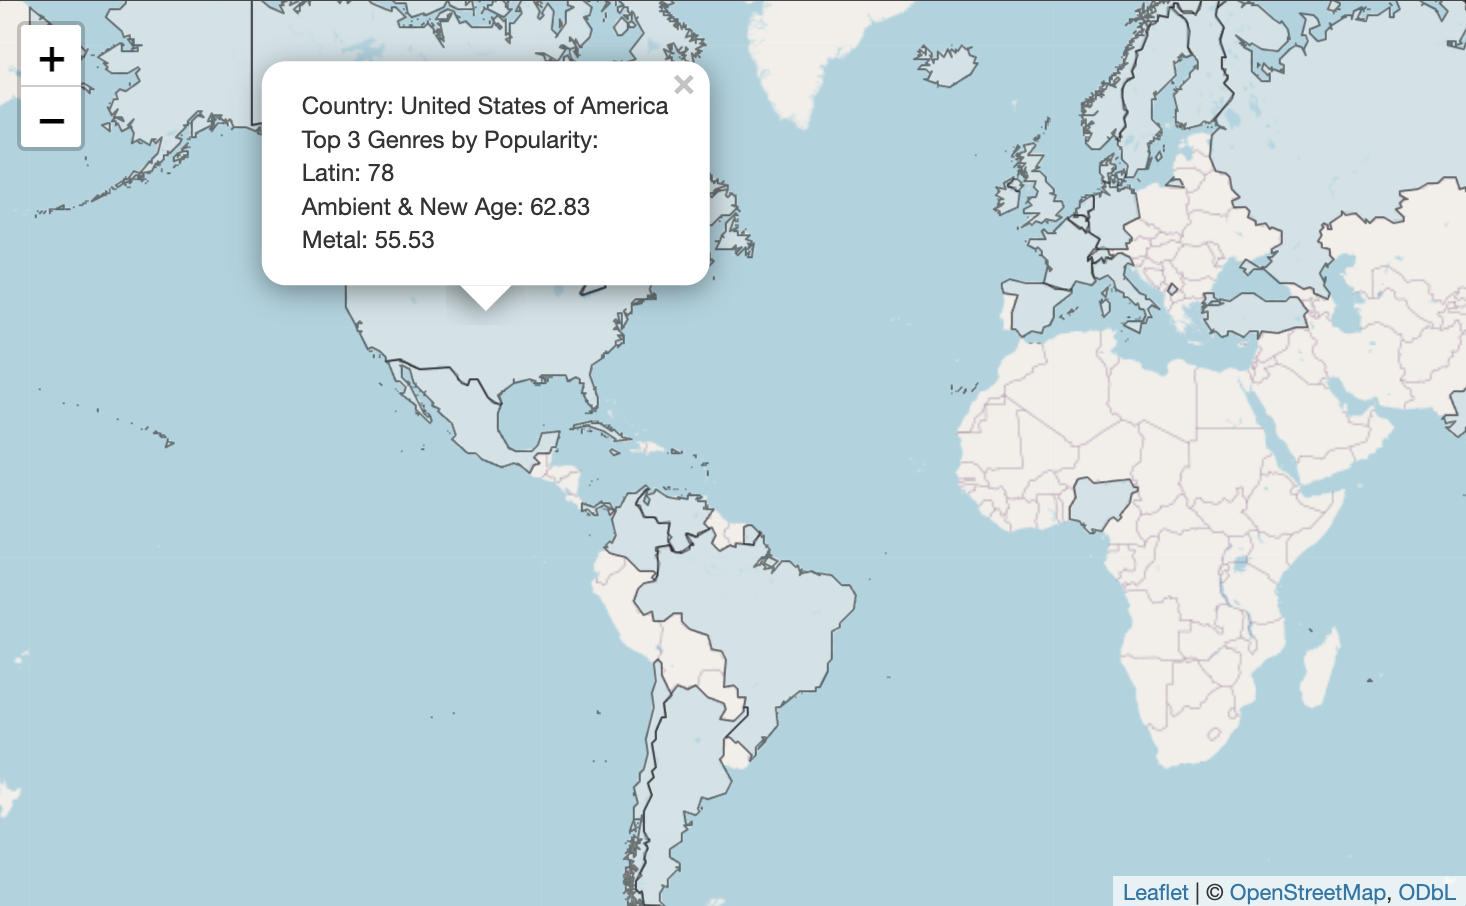 +
−
×
Country: United States of America
Top 3 Genres by Popularity:
Latin: 78
Ambient & New Age: 62.83
Metal: 55.53
Leaflet | © OpenStreetMap, ODbL